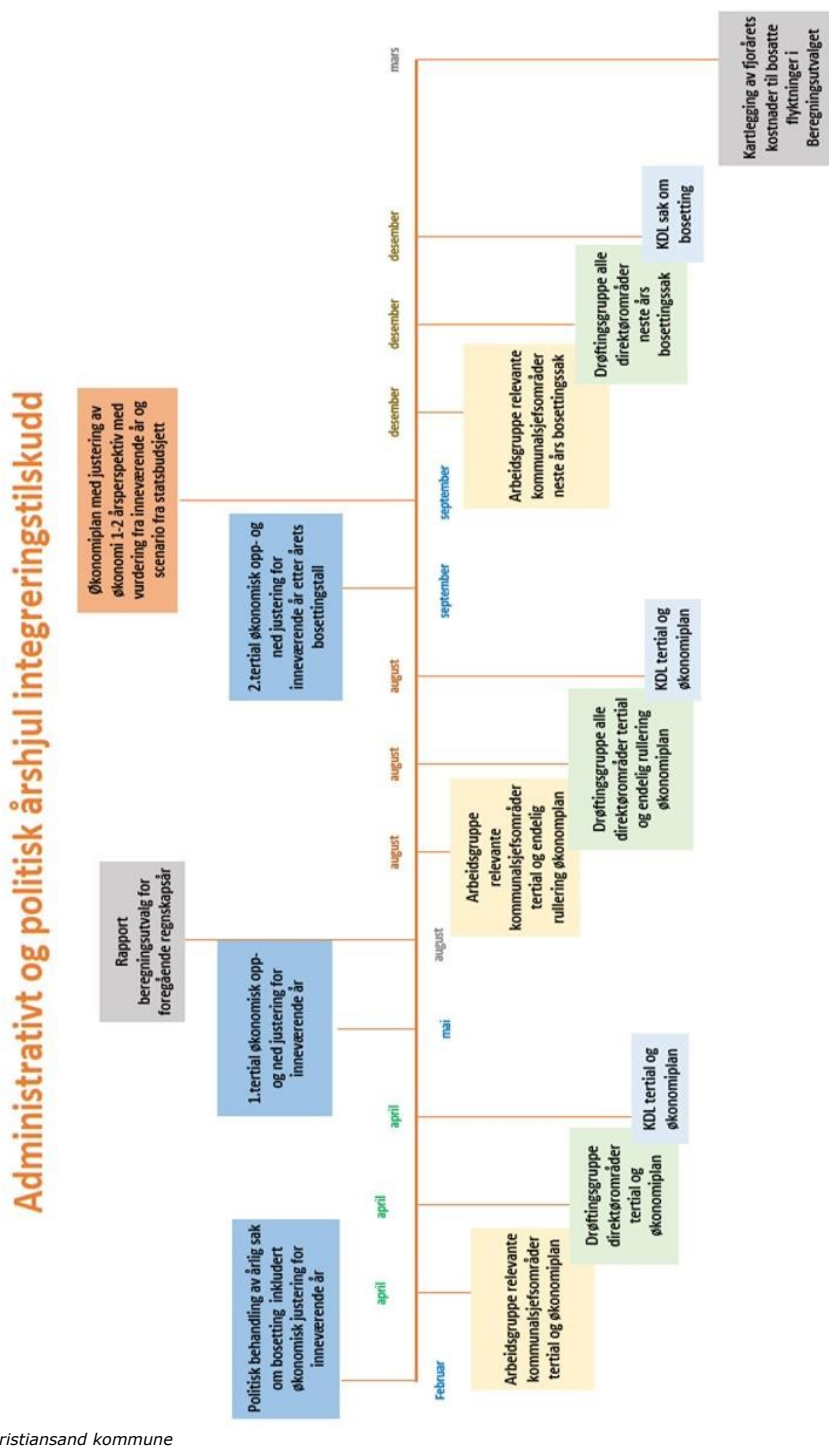 Administrativt og politisk årshjul integreringstilskudd
Politisk behandling av årlig sak
om bosetting inkludert
økonomisk justering for
inneværende år
Februar
april
Arbeidsgruppe relevante
kommunalsjefsområder
tertial og økonomiplan
april
Drøftingsgruppe
direktørområder
tertial og
økonomiplan
april
KDL tertial og
økonomiplan
1.tertial økonomisk opp-
og ned justering for
inneværende år
mai
Rapport
beregningsutvalg for
foregående regnskapsår
august
august
Arbeidsgruppe
relevante
kommunalsjefsområder
tertial og endelig
rullering økonomplan
august
Drøftingsgruppe alle
direktørområder tertial
og endelig rullering
økonomiplan
august
KDL tertial og
økonomiplan
2.tertial økonomisk opp- og
ned justering for
inneværende år etter årets
bosettingstall
september
Økonomiplan med justering av
økonomi 1-2 årsperspektiv med
vurdering fra inneværende år og
scenario fra statsbudsjett
september
desember
Arbeidsgruppe relevante
kommunalsjefsområder
neste års bosettingssak
desember
Drøftingsgruppe alle
direktørområder
neste års
bosettingssak
desember
KDL sak om
bosetting
mars
Kartlegging av fjorårets
kostnader til bosatte
flyktninger i
Beregningsutvalget
ristiansand kommune